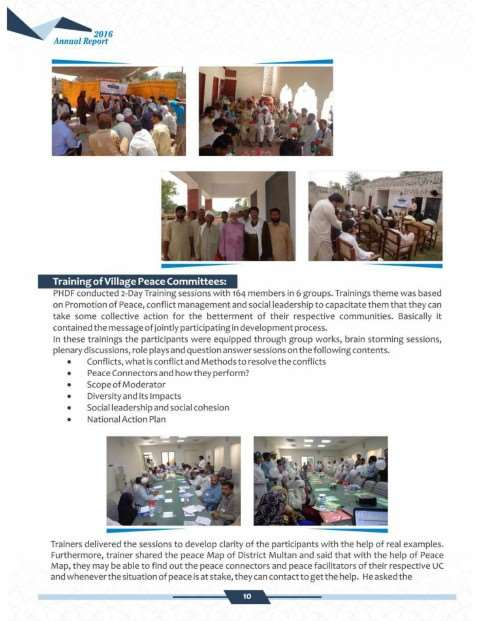 2016
Annual Report
Training of Village Peace Committees:
PHDF conducted 2-Day Training sessions with 164 members in 6 groups. Trainings theme was based
on Promotion of Peace, conflict management and social leadership to capacitate them that they can
take some collective action for the betterment of their respective communities. Basically it
contained the message of jointly participating in development process.
In these trainings the participants were equipped through group works, brain storming sessions,
plenary discussions, role plays and question answer sessions on the following contents.
• Conflicts, what is conflict and Methods to resolve the conflicts
• Peace Connectors and how they perform?
• Scope of Moderator
• Diversity and its Impacts
• Social leadership and social cohesion
• National Action Plan
Trainers delivered the sessions to develop clarity of the participants with the help of real examples.
Furthermore, trainer shared the peace Map of District Multan and said that with the help of Peace
Map, they may be able to find out the peace connectors and peace facilitators of their respective UC
and whenever the situation of peace is at stake, they can contact to get the help. He asked the
10